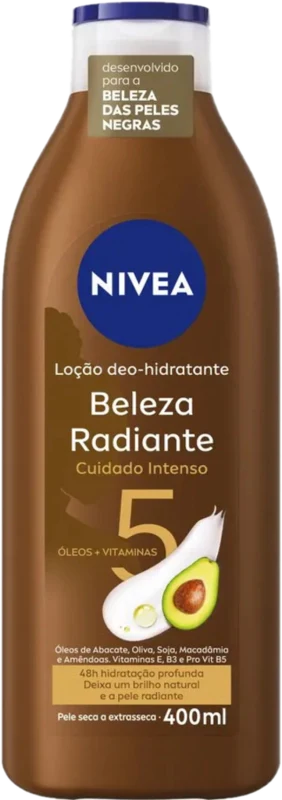 desenvolvido
para a
BELEZA
DAS PELES
NEGRAS
NIVEA
Loção deo-hidratante
Beleza
Radiante
Cuidado Intenso
5
ÓLEOS + VITAMINAS
Óleos de Abacate, Oliva, Soja, Macadâmia
e Amêndoas. Vitaminas E, B3 e Pro Vit B5
48h hidratação profunda
Deixa um brilho natural
e a pele radiante
Pele seca a extrasseca • 400ml